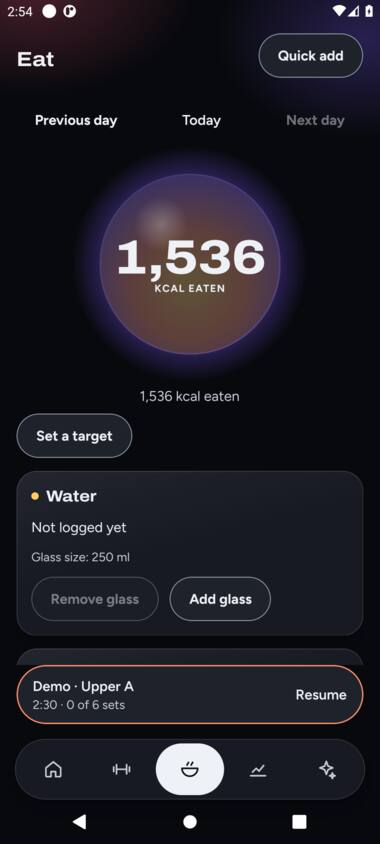 2:54
Eat
Quick add
Previous day
Today
Next day
1,536
KCAL EATEN
1,536 kcal eaten
Set a target
Water
Not logged yet
Glass size: 250 ml
Remove glass
Add glass
Demo · Upper A
2:30 · 0 of 6 sets
Resume